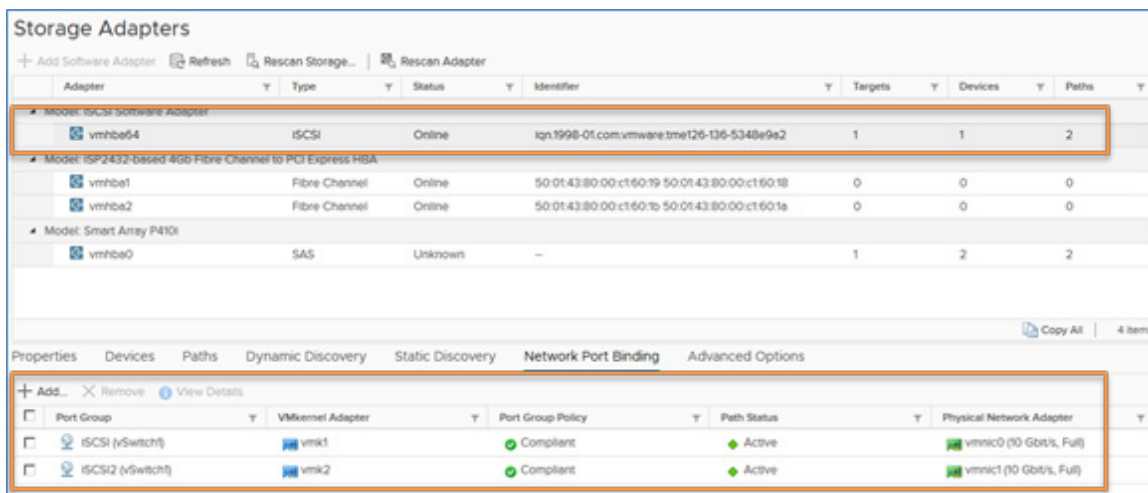 Storage Adapters
Add Software Adapter Refresh Rescan Storage... Rescan Adapter
Adapter Type Status Identifier Targets Devices Paths
Model: iSCSI Software Adapter
vmhba64 iSCSI Online iqn.1998-01.com.vmware:tme126-136-5348e9a2 1 1 2
Model: ISP2432-based 4Gb Fibre Channel to PCI Express HBA
vmhba1 Fibre Channel Online 50:01:43:80:00:c1:60:19 50:01:43:80:00:c1:60:18 0 0 0
vmhba2 Fibre Channel Online 50:01:43:80:00:c1:60:1b 50:01:43:80:00:c1:60:1a 0 0 0
Model: Smart Array P410i
vmhba0 SAS Unknown -- 1 2 2
Copy All 4 item
Properties Devices Paths Dynamic Discovery Static Discovery Network Port Binding Advanced Options
Add... Remove View Details
Port Group VMkernel Adapter Port Group Policy Path Status Physical Network Adapter
iSCSI (vSwitch1) vmk1 Compliant Active vmnic0 (10 Gbit/s, Full)
iSCSI2 (vSwitch1) vmk2 Compliant Active vmnic1 (10 Gbit/s, Full)